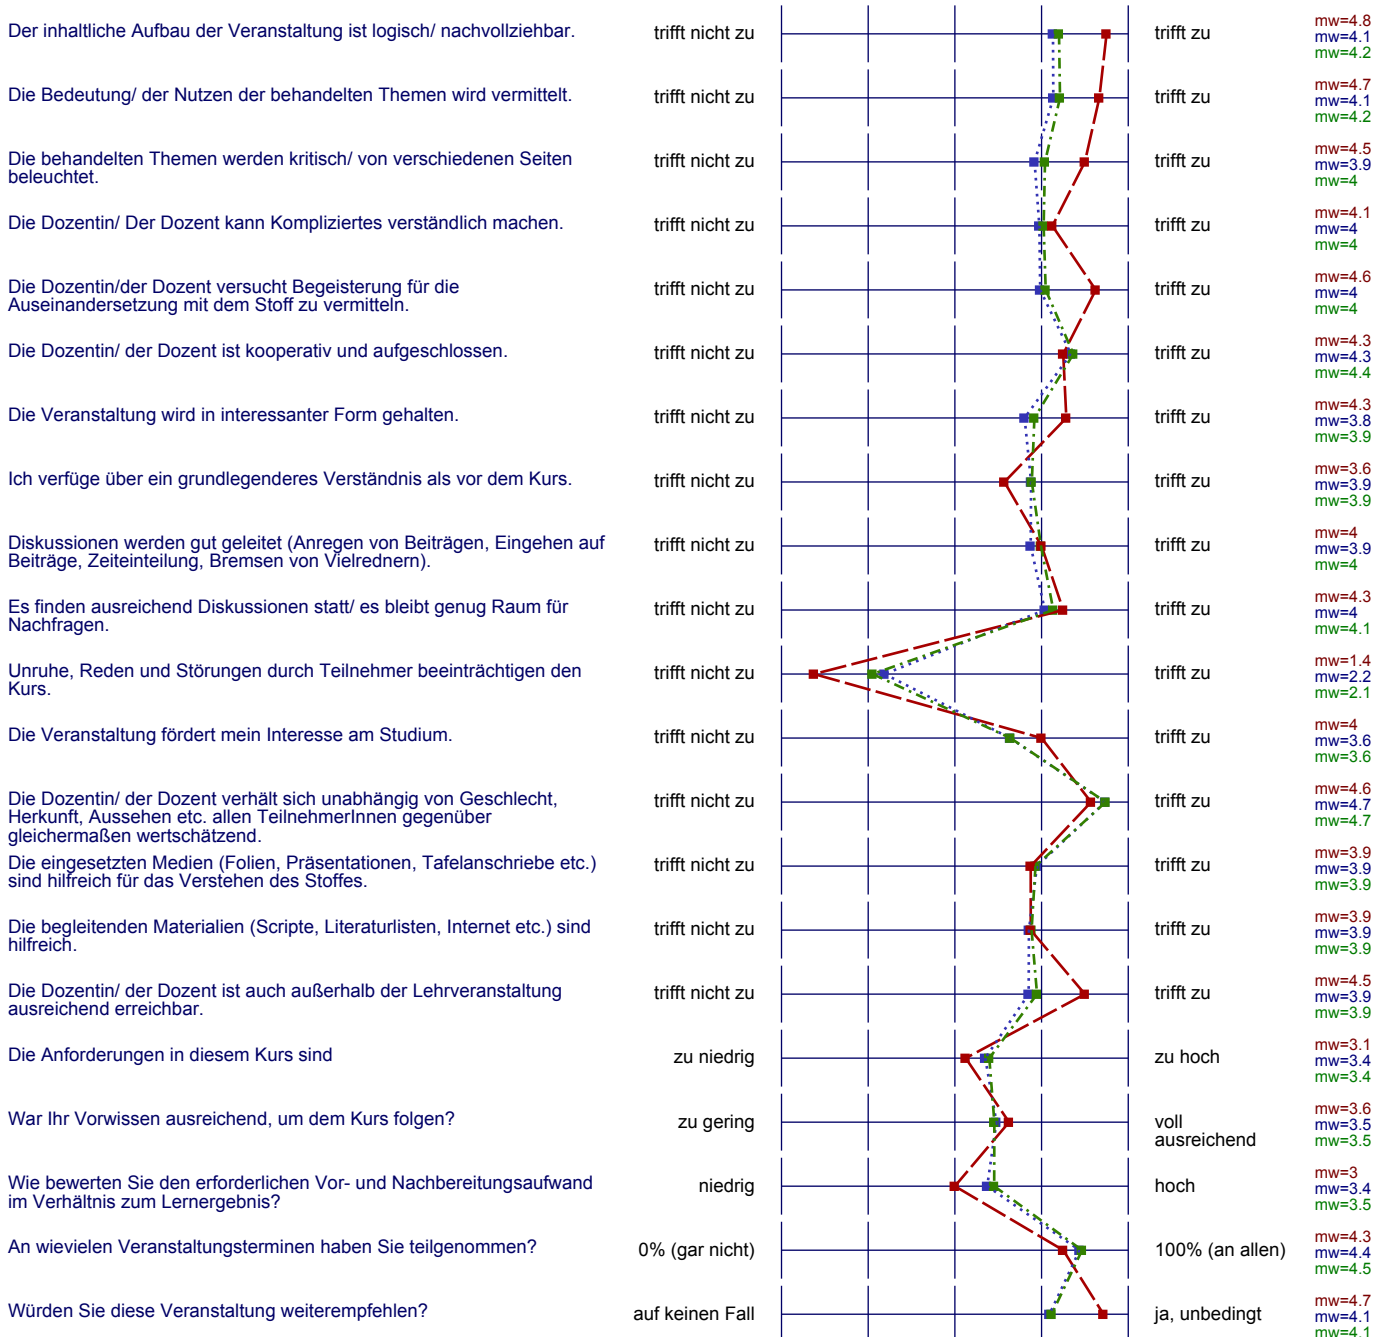 Der inhaltliche Aufbau der Veranstaltung ist logisch/ nachvollziehbar.
trifft nicht zu
trifft zu
mw=4.8
mw=4.1
mw=4.2
Die Bedeutung/ der Nutzen der behandelten Themen wird vermittelt.
trifft nicht zu
trifft zu
mw=4.7
mw=4.1
mw=4.2
Die behandelten Themen werden kritisch/ von verschiedenen Seiten
beleuchtet.
trifft nicht zu
trifft zu
mw=4.5
mw=3.9
mw=4
Die Dozentin/ Der Dozent kann Kompliziertes verständlich machen.
trifft nicht zu
trifft zu
mw=4.1
mw=4
mw=4
Die Dozentin/der Dozent versucht Begeisterung für die
Auseinandersetzung mit dem Stoff zu vermitteln.
trifft nicht zu
trifft zu
mw=4.6
mw=4
mw=4
Die Dozentin/ der Dozent ist kooperativ und aufgeschlossen.
trifft nicht zu
trifft zu
mw=4.3
mw=4.3
mw=4.4
Die Veranstaltung wird in interessanter Form gehalten.
trifft nicht zu
trifft zu
mw=4.3
mw=3.8
mw=3.9
Ich verfüge über ein grundlegenderes Verständnis als vor dem Kurs.
trifft nicht zu
trifft zu
mw=3.6
mw=3.9
mw=3.9
Diskussionen werden gut geleitet (Anregen von Beiträgen, Eingehen auf
Beiträge, Zeiteinteilung, Bremsen von Vielrednern).
trifft nicht zu
trifft zu
mw=4
mw=3.9
mw=4
Es finden ausreichend Diskussionen statt/ es bleibt genug Raum für
Nachfragen.
trifft nicht zu
trifft zu
mw=4.3
mw=4
mw=4.1
Unruhe, Reden und Störungen durch Teilnehmer beeinträchtigen den
Kurs.
trifft nicht zu
trifft zu
mw=1.4
mw=2.2
mw=2.1
Die Veranstaltung fördert mein Interesse am Studium.
trifft nicht zu
trifft zu
mw=4
mw=3.6
mw=3.6
Die Dozentin/ der Dozent verhält sich unabhängig von Geschlecht,
Herkunft, Aussehen etc. allen TeilnehmerInnen gegenüber
gleichermaßen wertschätzend.
trifft nicht zu
trifft zu
mw=4.6
mw=4.7
mw=4.7
Die eingesetzten Medien (Folien, Präsentationen, Tafelanschriebe etc.)
sind hilfreich für das Verstehen des Stoffes.
trifft nicht zu
trifft zu
mw=3.9
mw=3.9
mw=3.9
Die begleitenden Materialien (Scripte, Literaturlisten, Internet etc.) sind
hilfreich.
trifft nicht zu
trifft zu
mw=3.9
mw=3.9
mw=3.9
Die Dozentin/ der Dozent ist auch außerhalb der Lehrveranstaltung
ausreichend erreichbar.
trifft nicht zu
trifft zu
mw=4.5
mw=3.9
mw=3.9
Die Anforderungen in diesem Kurs sind
zu niedrig
zu hoch
mw=3.1
mw=3.4
mw=3.4
War Ihr Vorwissen ausreichend, um dem Kurs folgen?
zu gering
voll
ausreichend
mw=3.6
mw=3.5
mw=3.5
Wie bewerten Sie den erforderlichen Vor- und Nachbereitungsaufwand
im Verhältnis zum Lernergebnis?
niedrig
hoch
mw=3
mw=3.4
mw=3.5
An wievielen Veranstaltungsterminen haben Sie teilgenommen?
0% (gar nicht)
100% (an allen)
mw=4.3
mw=4.4
mw=4.5
Würden Sie diese Veranstaltung weiterempfehlen?
auf keinen Fall
ja, unbedingt
mw=4.7
mw=4.1
mw=4.1